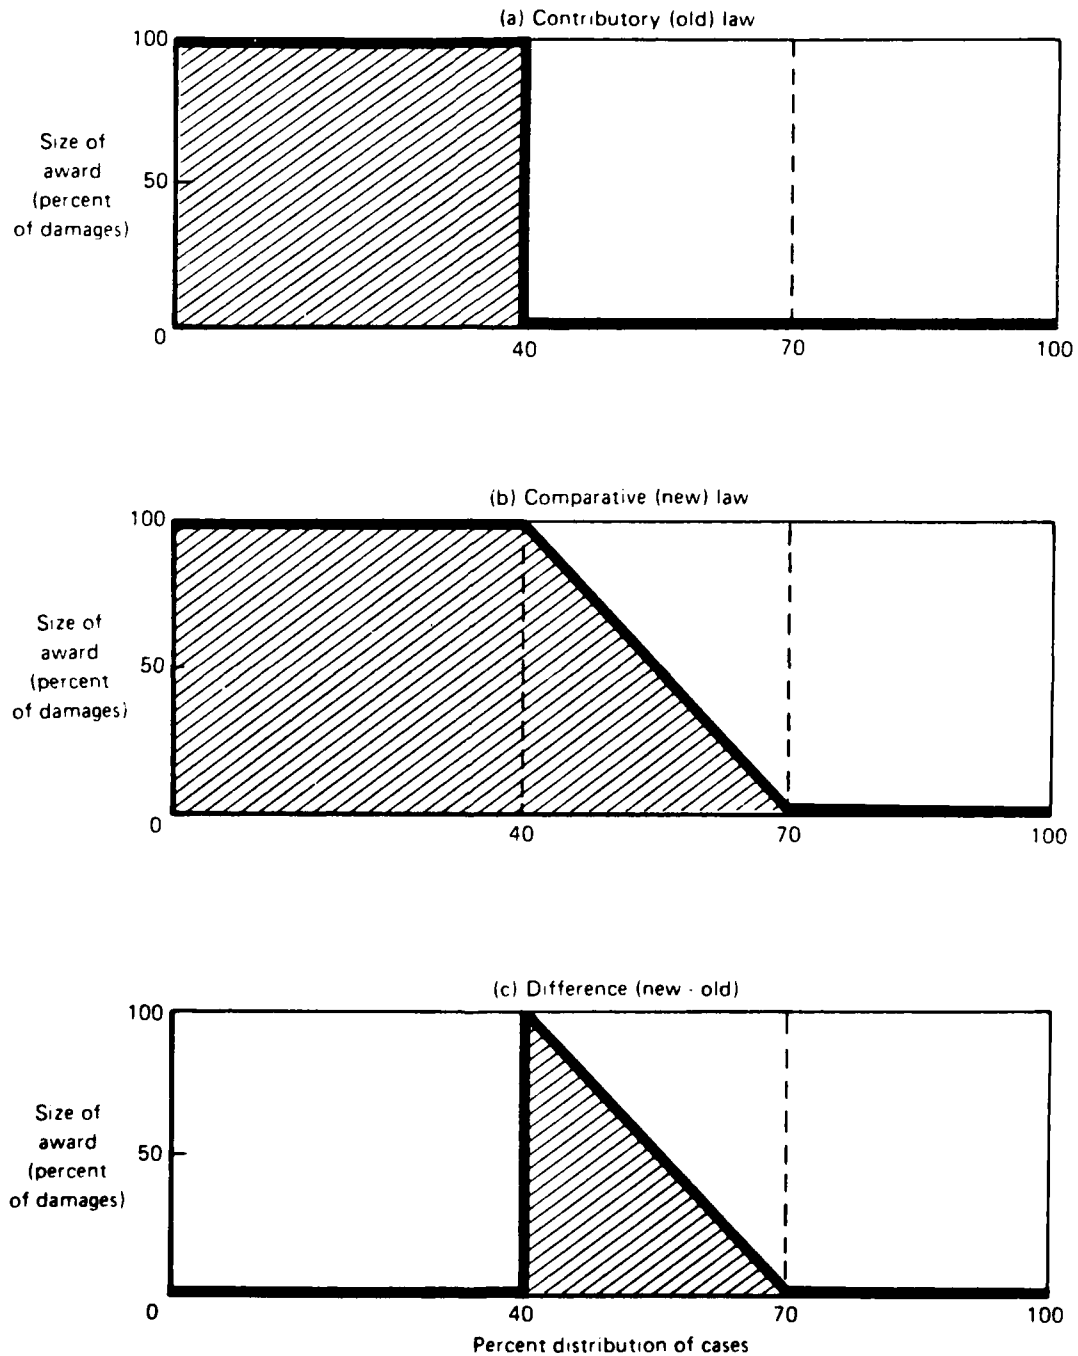 (a) Contributory (old) law
100
Size of
award
(percent
of damages)
50
0
40
70
100
(b) Comparative (new) law
100
Size of
award
(percent
of damages)
50
0
40
70
100
(c) Difference (new - old)
100
Size of
award
(percent
of damages)
50
0
40
70
100
Percent distribution of cases